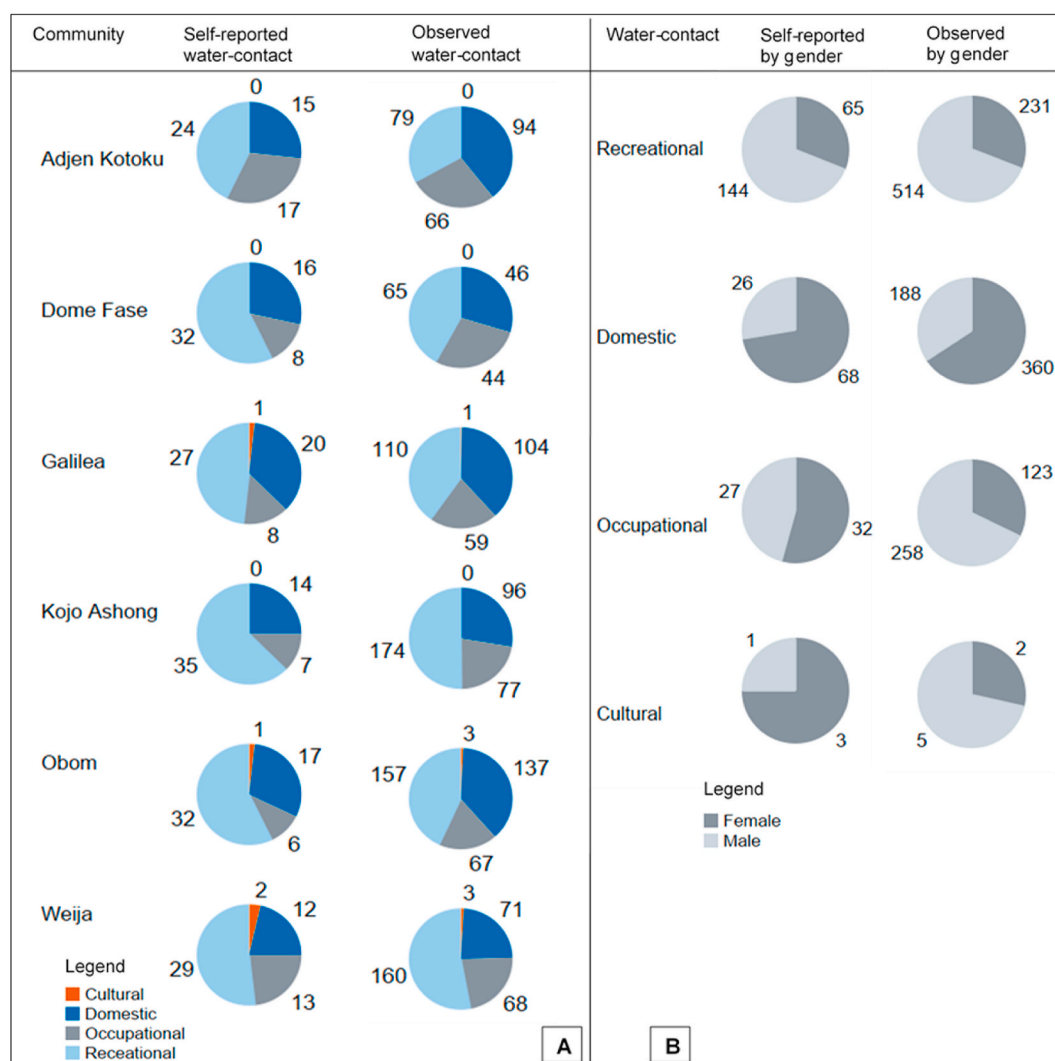 Community
Self-reported
water-contact
Observed
water-contact
Adjen Kotoku
0
24
15
17
0
79
94
66
Dome Fase
0
16
32
8
0
65
46
44
Galilea
1
27
20
8
1
110
104
59
Kojo Ashong
0
14
35
7
0
96
174
77
Obom
1
17
32
6
3
157
137
67
Weija
2
12
29
13
3
71
160
68
Legend
Cultural
Domestic
Occupational
Receational
A
Water-contact
Self-reported
by gender
Observed
by gender
Recreational
65
144
231
514
Domestic
26
68
188
360
Occupational
27
32
123
258
Cultural
1
3
2
5
Legend
Female
Male
B